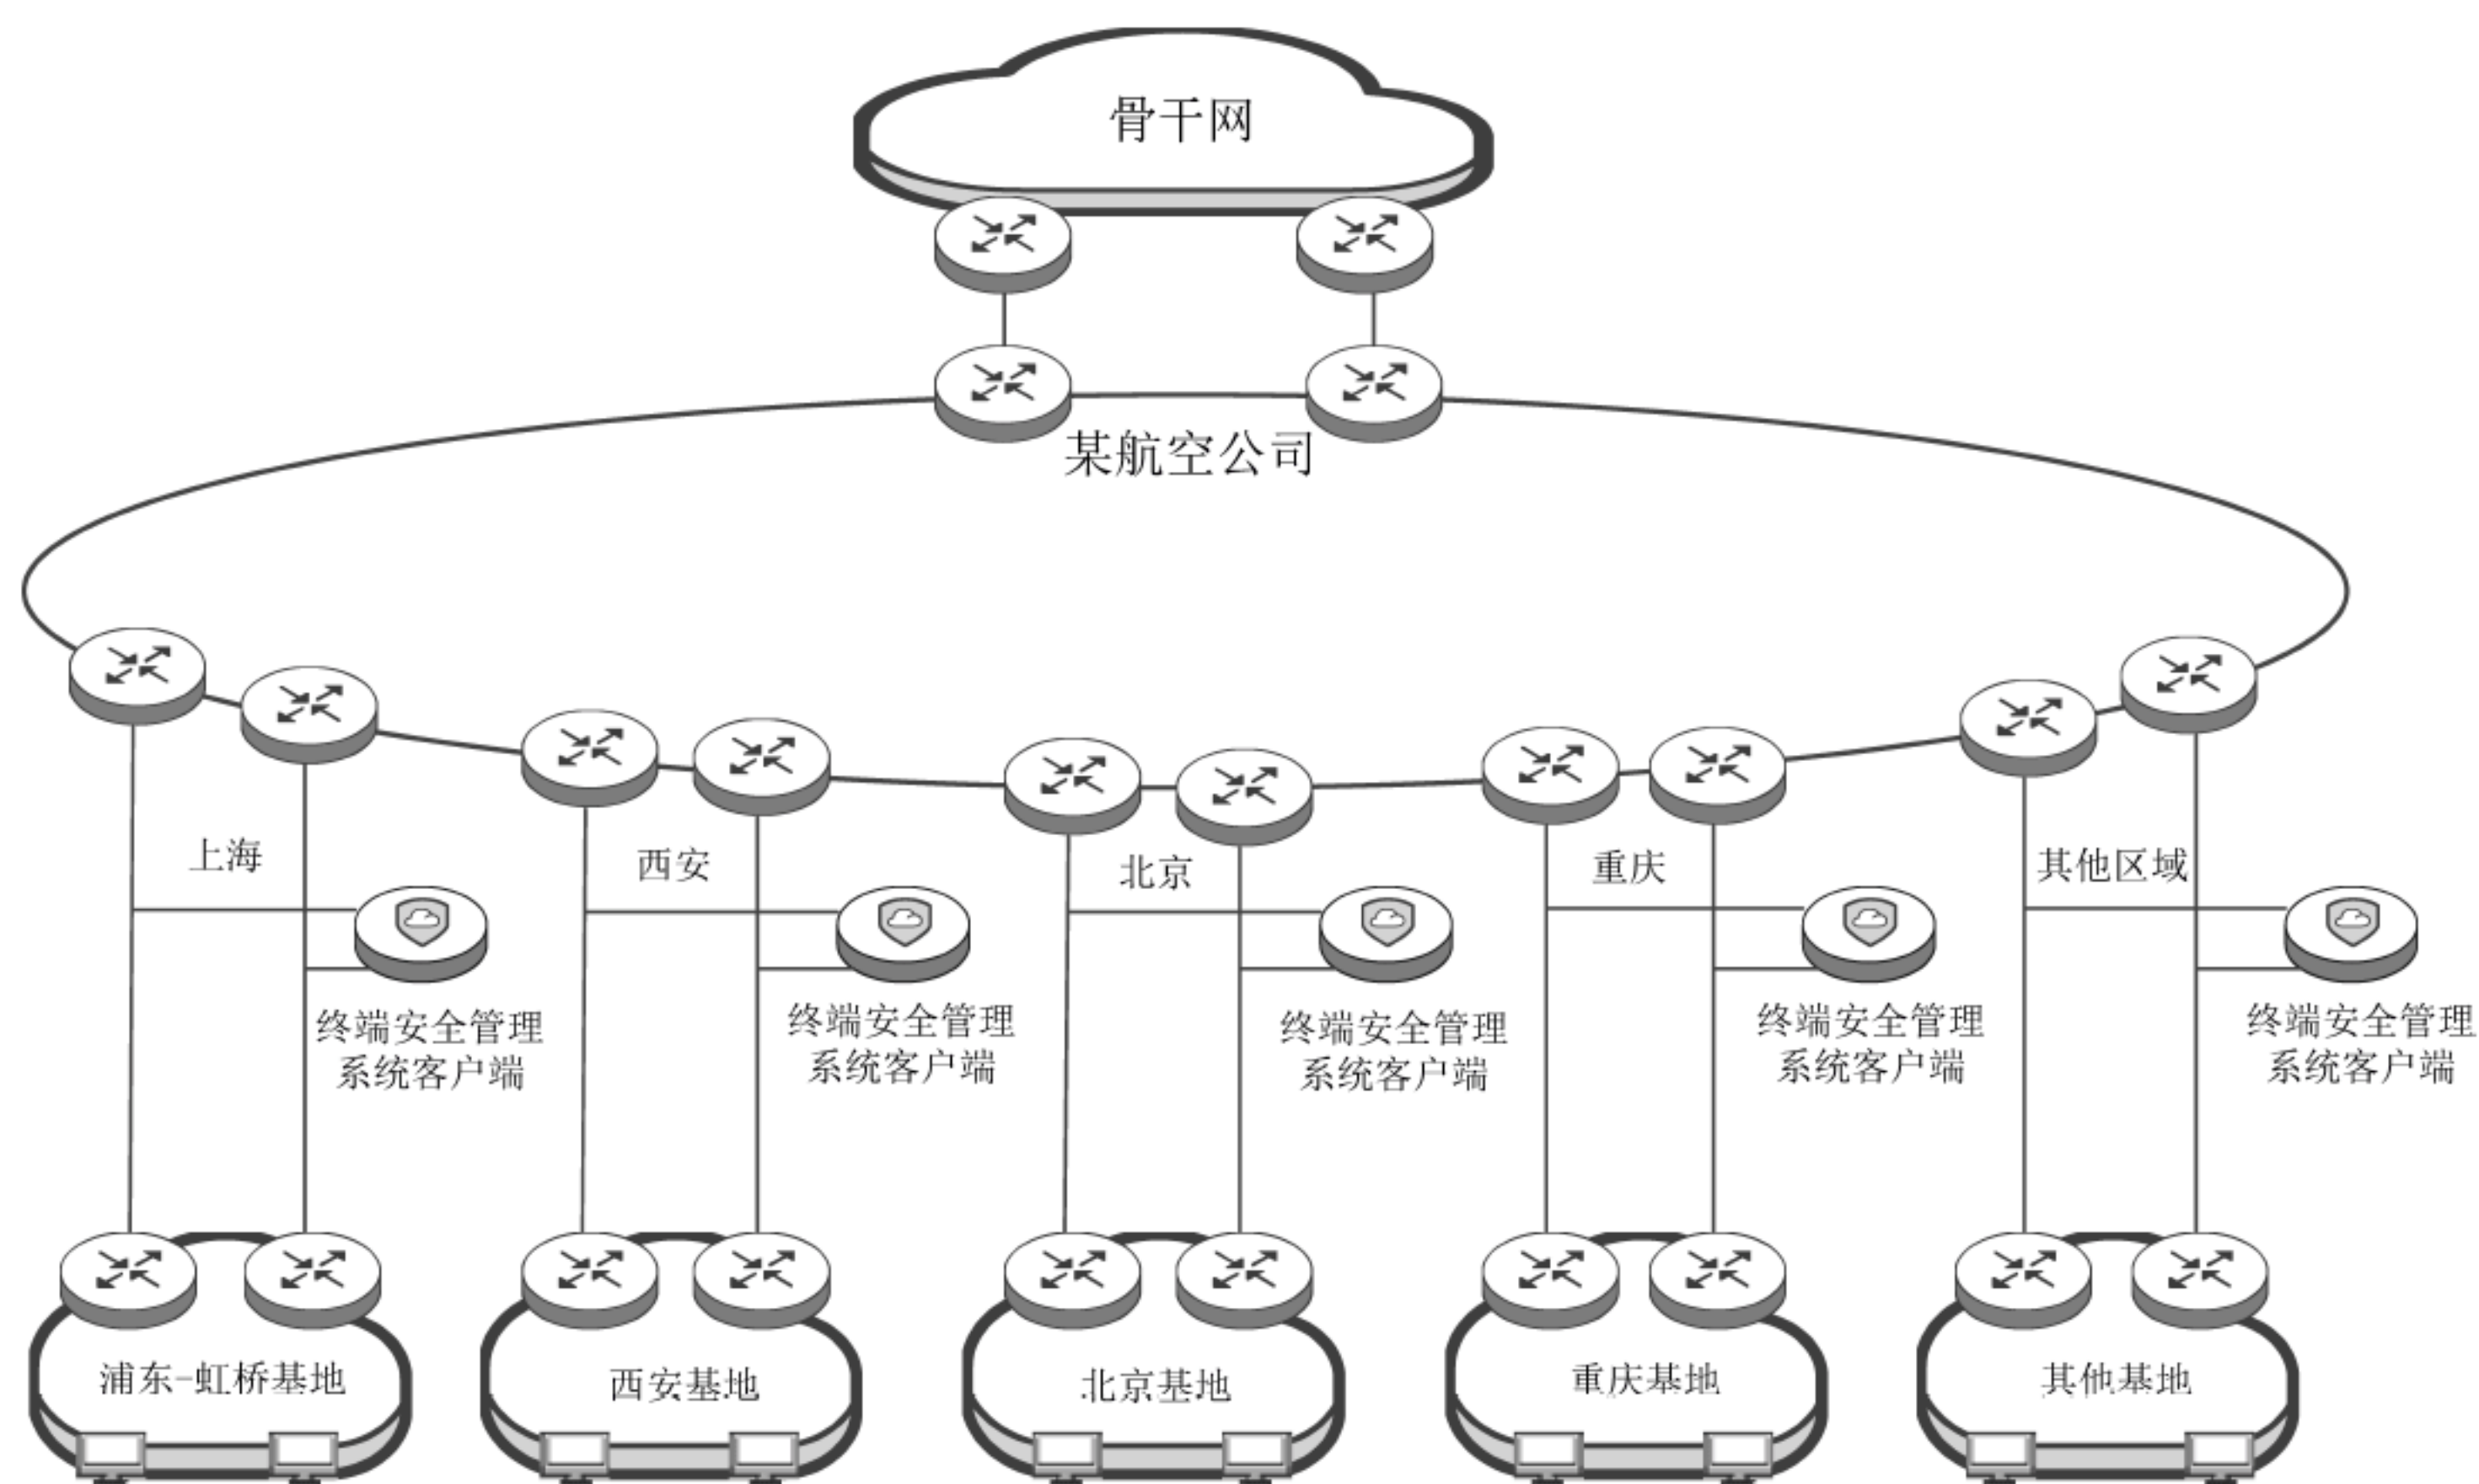 骨干网
某航空公司
上海
西安
北京
重庆
其他区域
终端安全管理
系统客户端
终端安全管理
系统客户端
终端安全管理
系统客户端
终端安全管理
系统客户端
终端安全管理
系统客户端
浦东-虹桥基地
西安基地
北京基地
重庆基地
其他基地